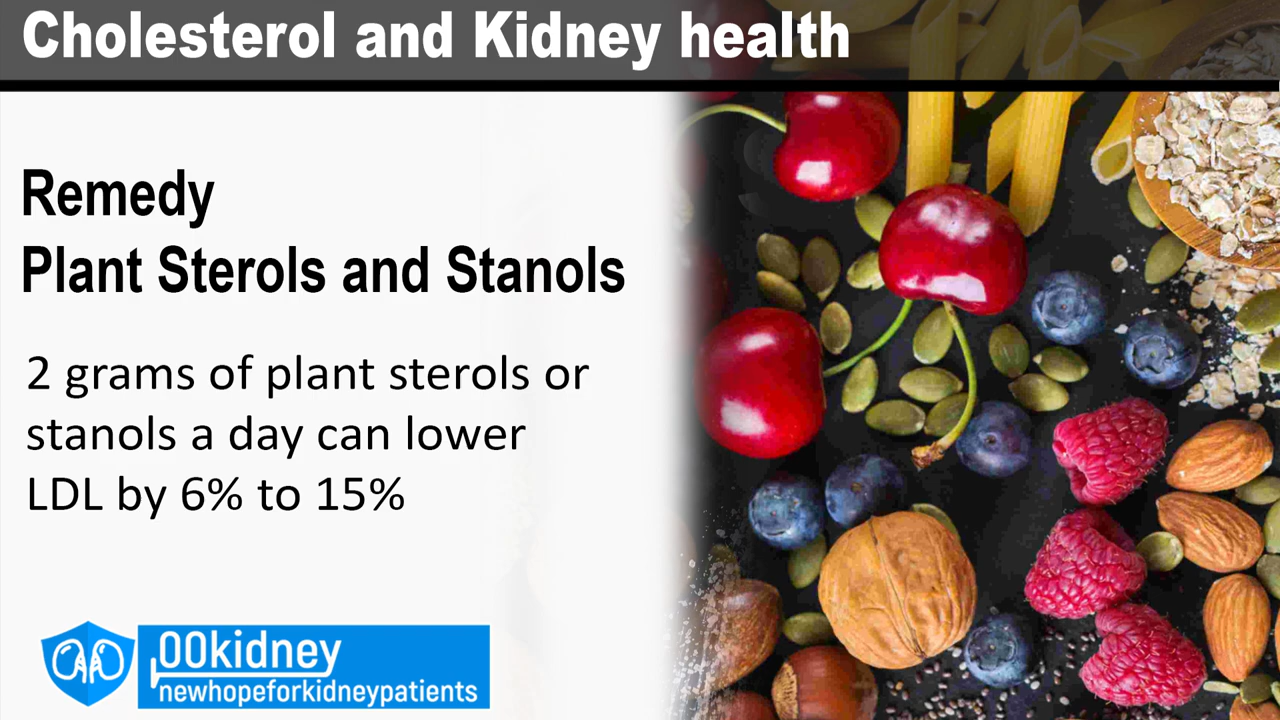 Cholesterol and Kidney health
Remedy
Plant Sterols and Stanols
2 grams of plant sterols or
stanols a day can lower
LDL by 6% to 15%
00kidney
newhopeforkidneypatients